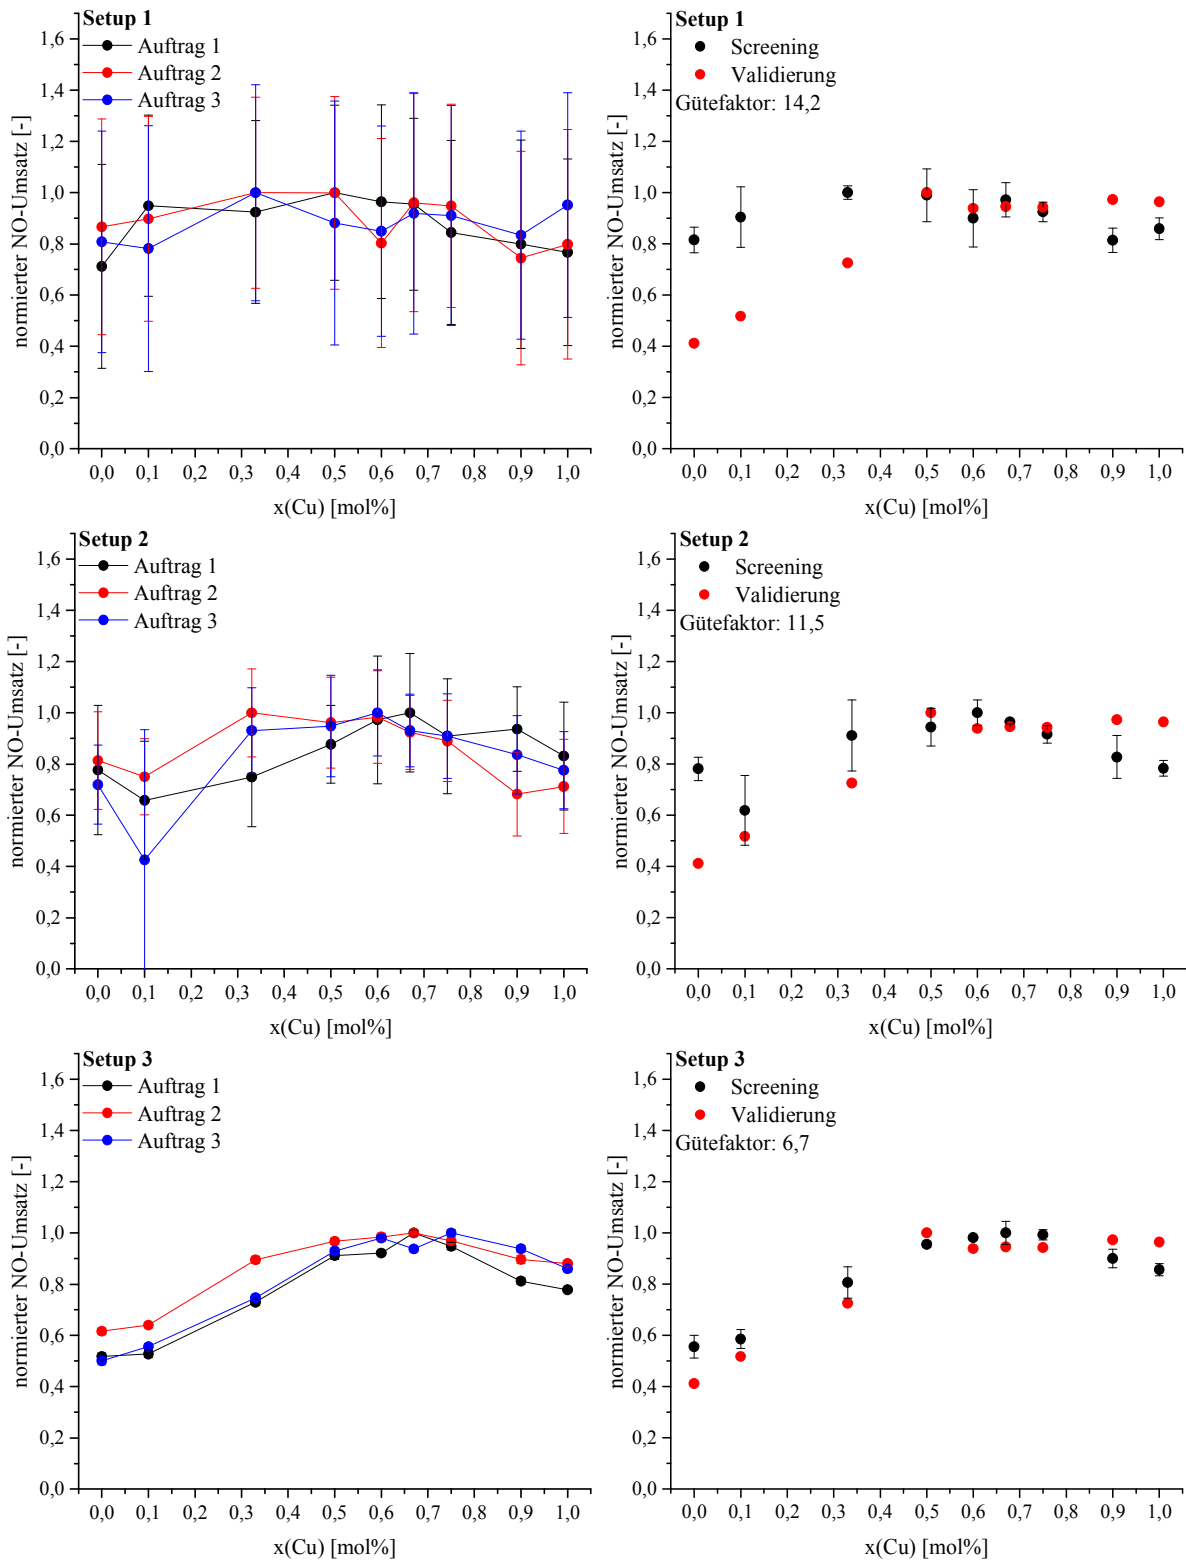 Setup 1
Auftrag 1
Auftrag 2
Auftrag 3
normierter NO-Umsatz [-]
1,6
1,4
1,2
1,0
0,8
0,6
0,4
0,2
0,0
0,0 0,1 0,2 0,3 0,4 0,5 0,6 0,7 0,8 0,9 1,0
x(Cu) [mol%]
Setup 1
Screening
Validierung
Gütefaktor: 14,2
normierter NO-Umsatz [-]
1,6
1,4
1,2
1,0
0,8
0,6
0,4
0,2
0,0
0,0 0,1 0,2 0,3 0,4 0,5 0,6 0,7 0,8 0,9 1,0
x(Cu) [mol%]
Setup 2
Auftrag 1
Auftrag 2
Auftrag 3
normierter NO-Umsatz [-]
1,6
1,4
1,2
1,0
0,8
0,6
0,4
0,2
0,0
0,0 0,1 0,2 0,3 0,4 0,5 0,6 0,7 0,8 0,9 1,0
x(Cu) [mol%]
Setup 2
Screening
Validierung
Gütefaktor: 11,5
normierter NO-Umsatz [-]
1,6
1,4
1,2
1,0
0,8
0,6
0,4
0,2
0,0
0,0 0,1 0,2 0,3 0,4 0,5 0,6 0,7 0,8 0,9 1,0
x(Cu) [mol%]
Setup 3
Auftrag 1
Auftrag 2
Auftrag 3
normierter NO-Umsatz [-]
1,6
1,4
1,2
1,0
0,8
0,6
0,4
0,2
0,0
0,0 0,1 0,2 0,3 0,4 0,5 0,6 0,7 0,8 0,9 1,0
x(Cu) [mol%]
Setup 3
Screening
Validierung
Gütefaktor: 6,7
normierter NO-Umsatz [-]
1,6
1,4
1,2
1,0
0,8
0,6
0,4
0,2
0,0
0,0 0,1 0,2 0,3 0,4 0,5 0,6 0,7 0,8 0,9 1,0
x(Cu) [mol%]